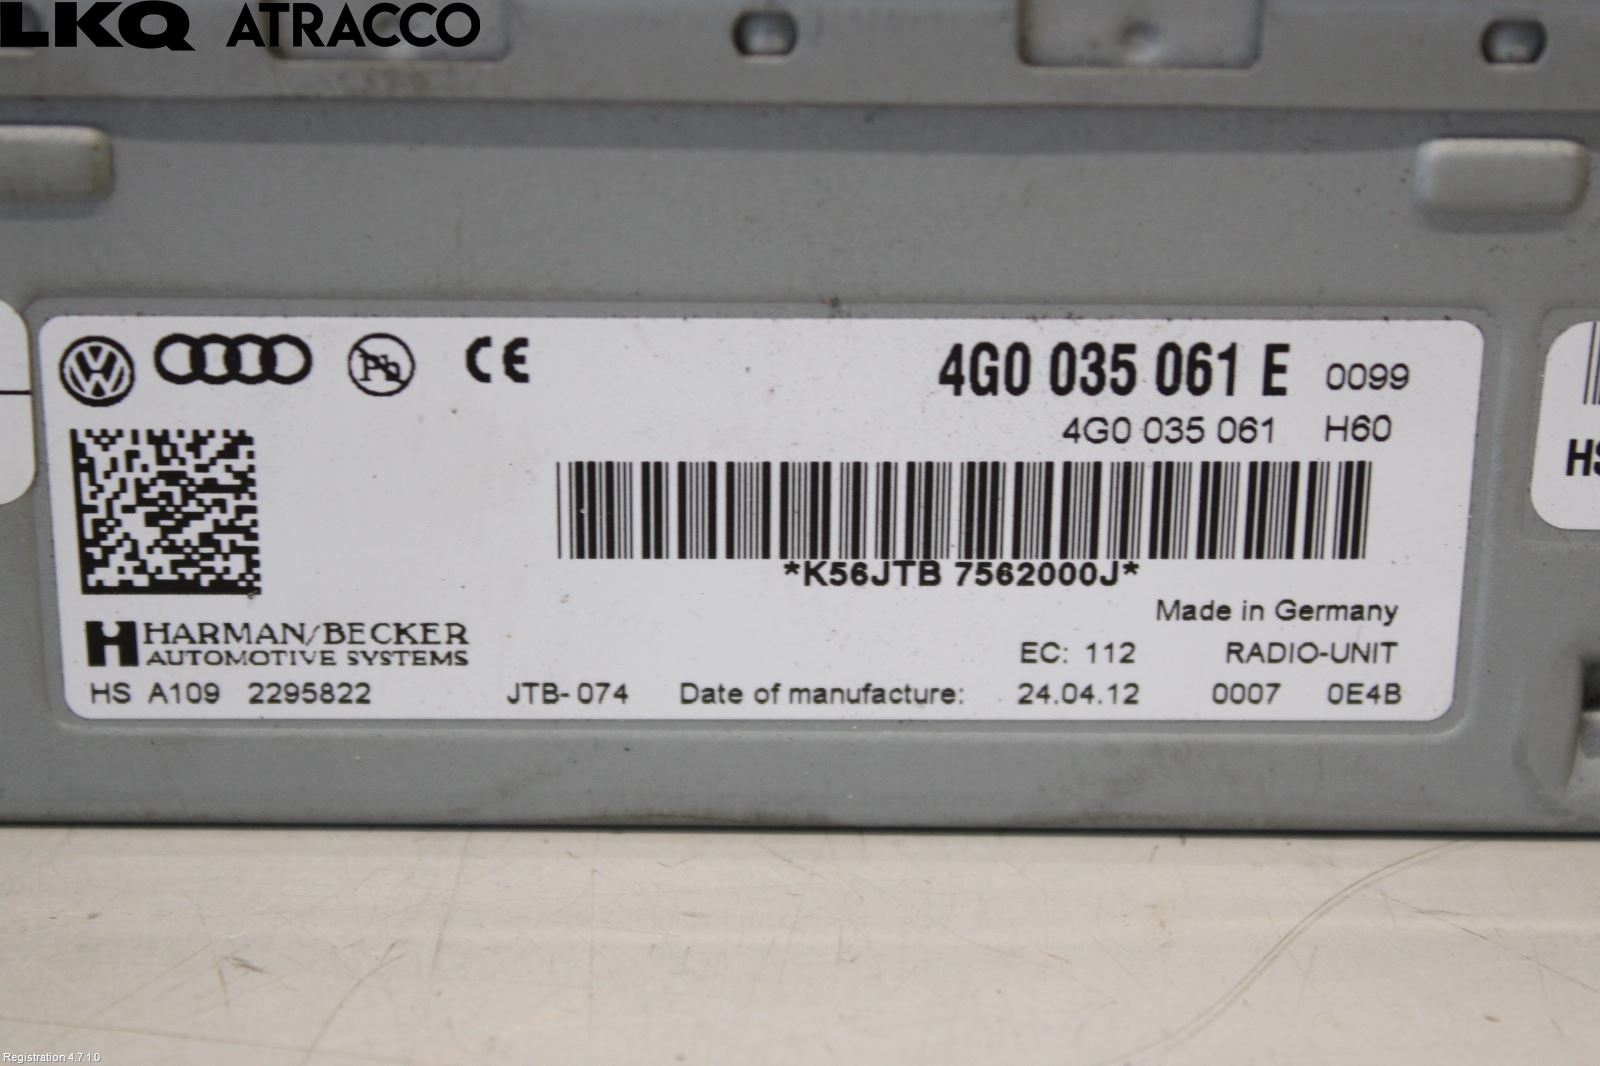 LKQ ATRACCO
Pb CE
4G0 035 061 E 0099
4G0 035 061 H60
*K56JTB 7562000J*
Made in Germany
HARMAN/BECKER
AUTOMOTIVE SYSTEMS
EC: 112 RADIO-UNIT
HS A109 2295822 JTB-074 Date of manufacture: 24.04.12 0007 0E4B
HS
Registration 4.7.1.0